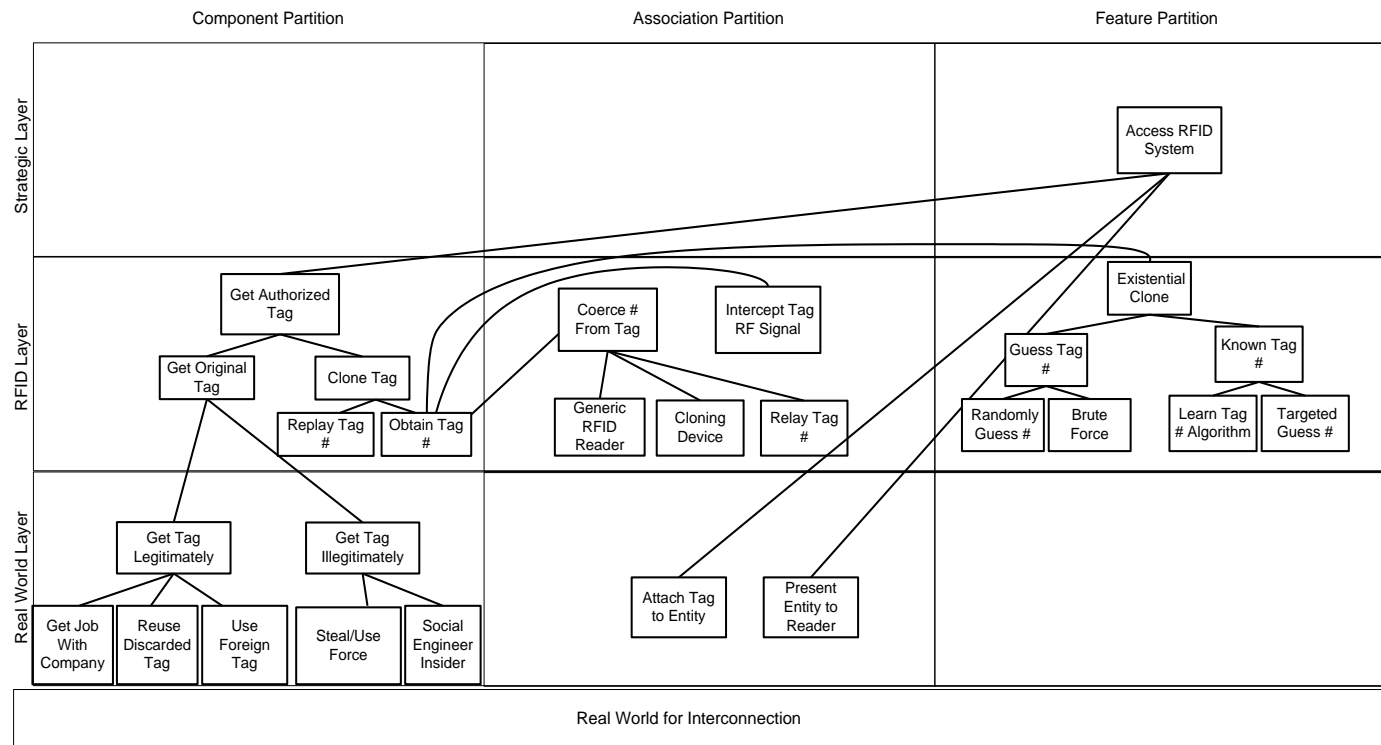 Component Partition
Association Partition
Feature Partition
Strategic Layer
Access RFID
System
RFID Layer
Get Authorized
Tag
Coerce #
From Tag
Intercept Tag
RF Signal
Existential
Clone
Get Original
Tag
Clone Tag
Guess Tag
#
Known Tag
#
Replay Tag
#
Obtain Tag
#
Generic
RFID
Reader
Cloning
Device
Relay Tag
#
Randomly
Guess #
Brute
Force
Learn Tag
# Algorithm
Targeted
Guess #
Real World Layer
Get Tag
Legitimately
Get Tag
Illegitimately
Attach Tag
to Entity
Present
Entity to
Reader
Get Job
With
Company
Reuse
Discarded
Tag
Use
Foreign
Tag
Steal/Use
Force
Social
Engineer
Insider
Real World for Interconnection